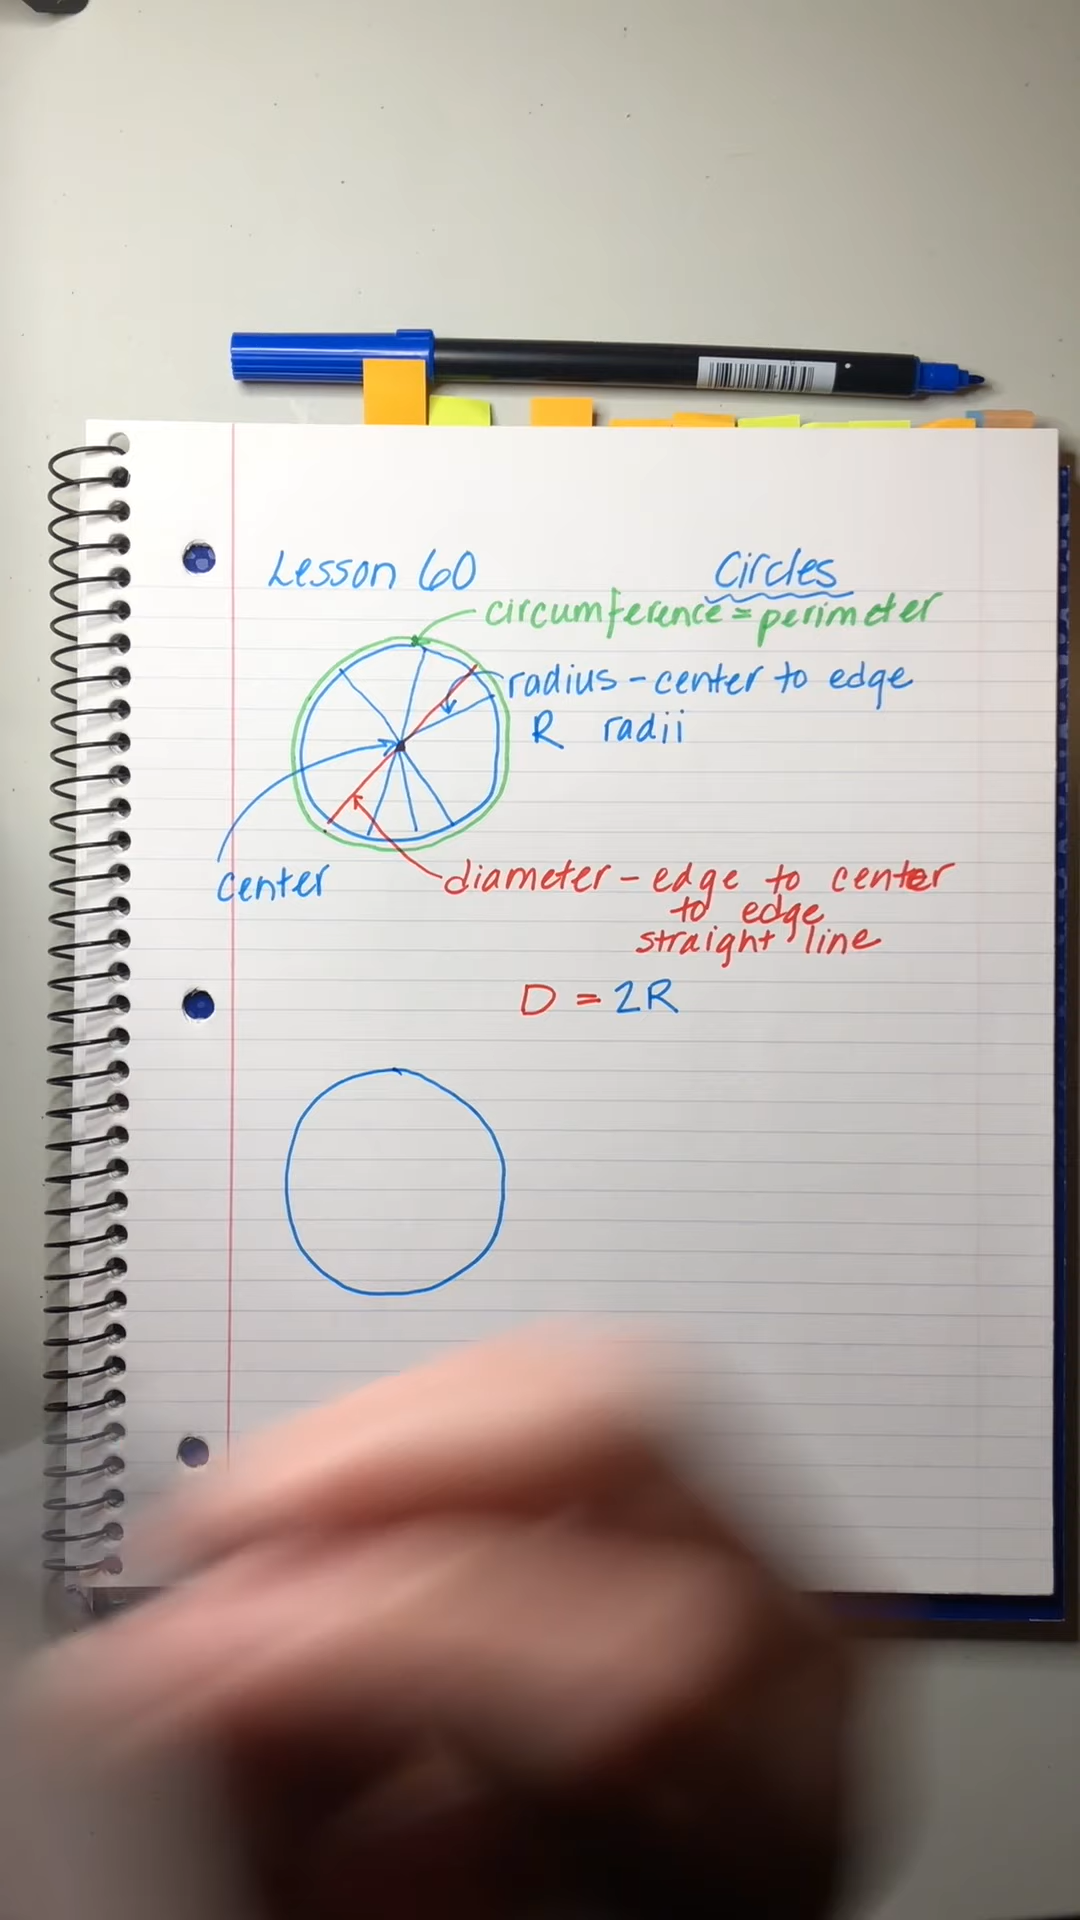 Lesson 60
Circles
circumference = perimeter
radius - center to edge
R radii
center
diameter - edge to center
to edge
straight line
D = 2R